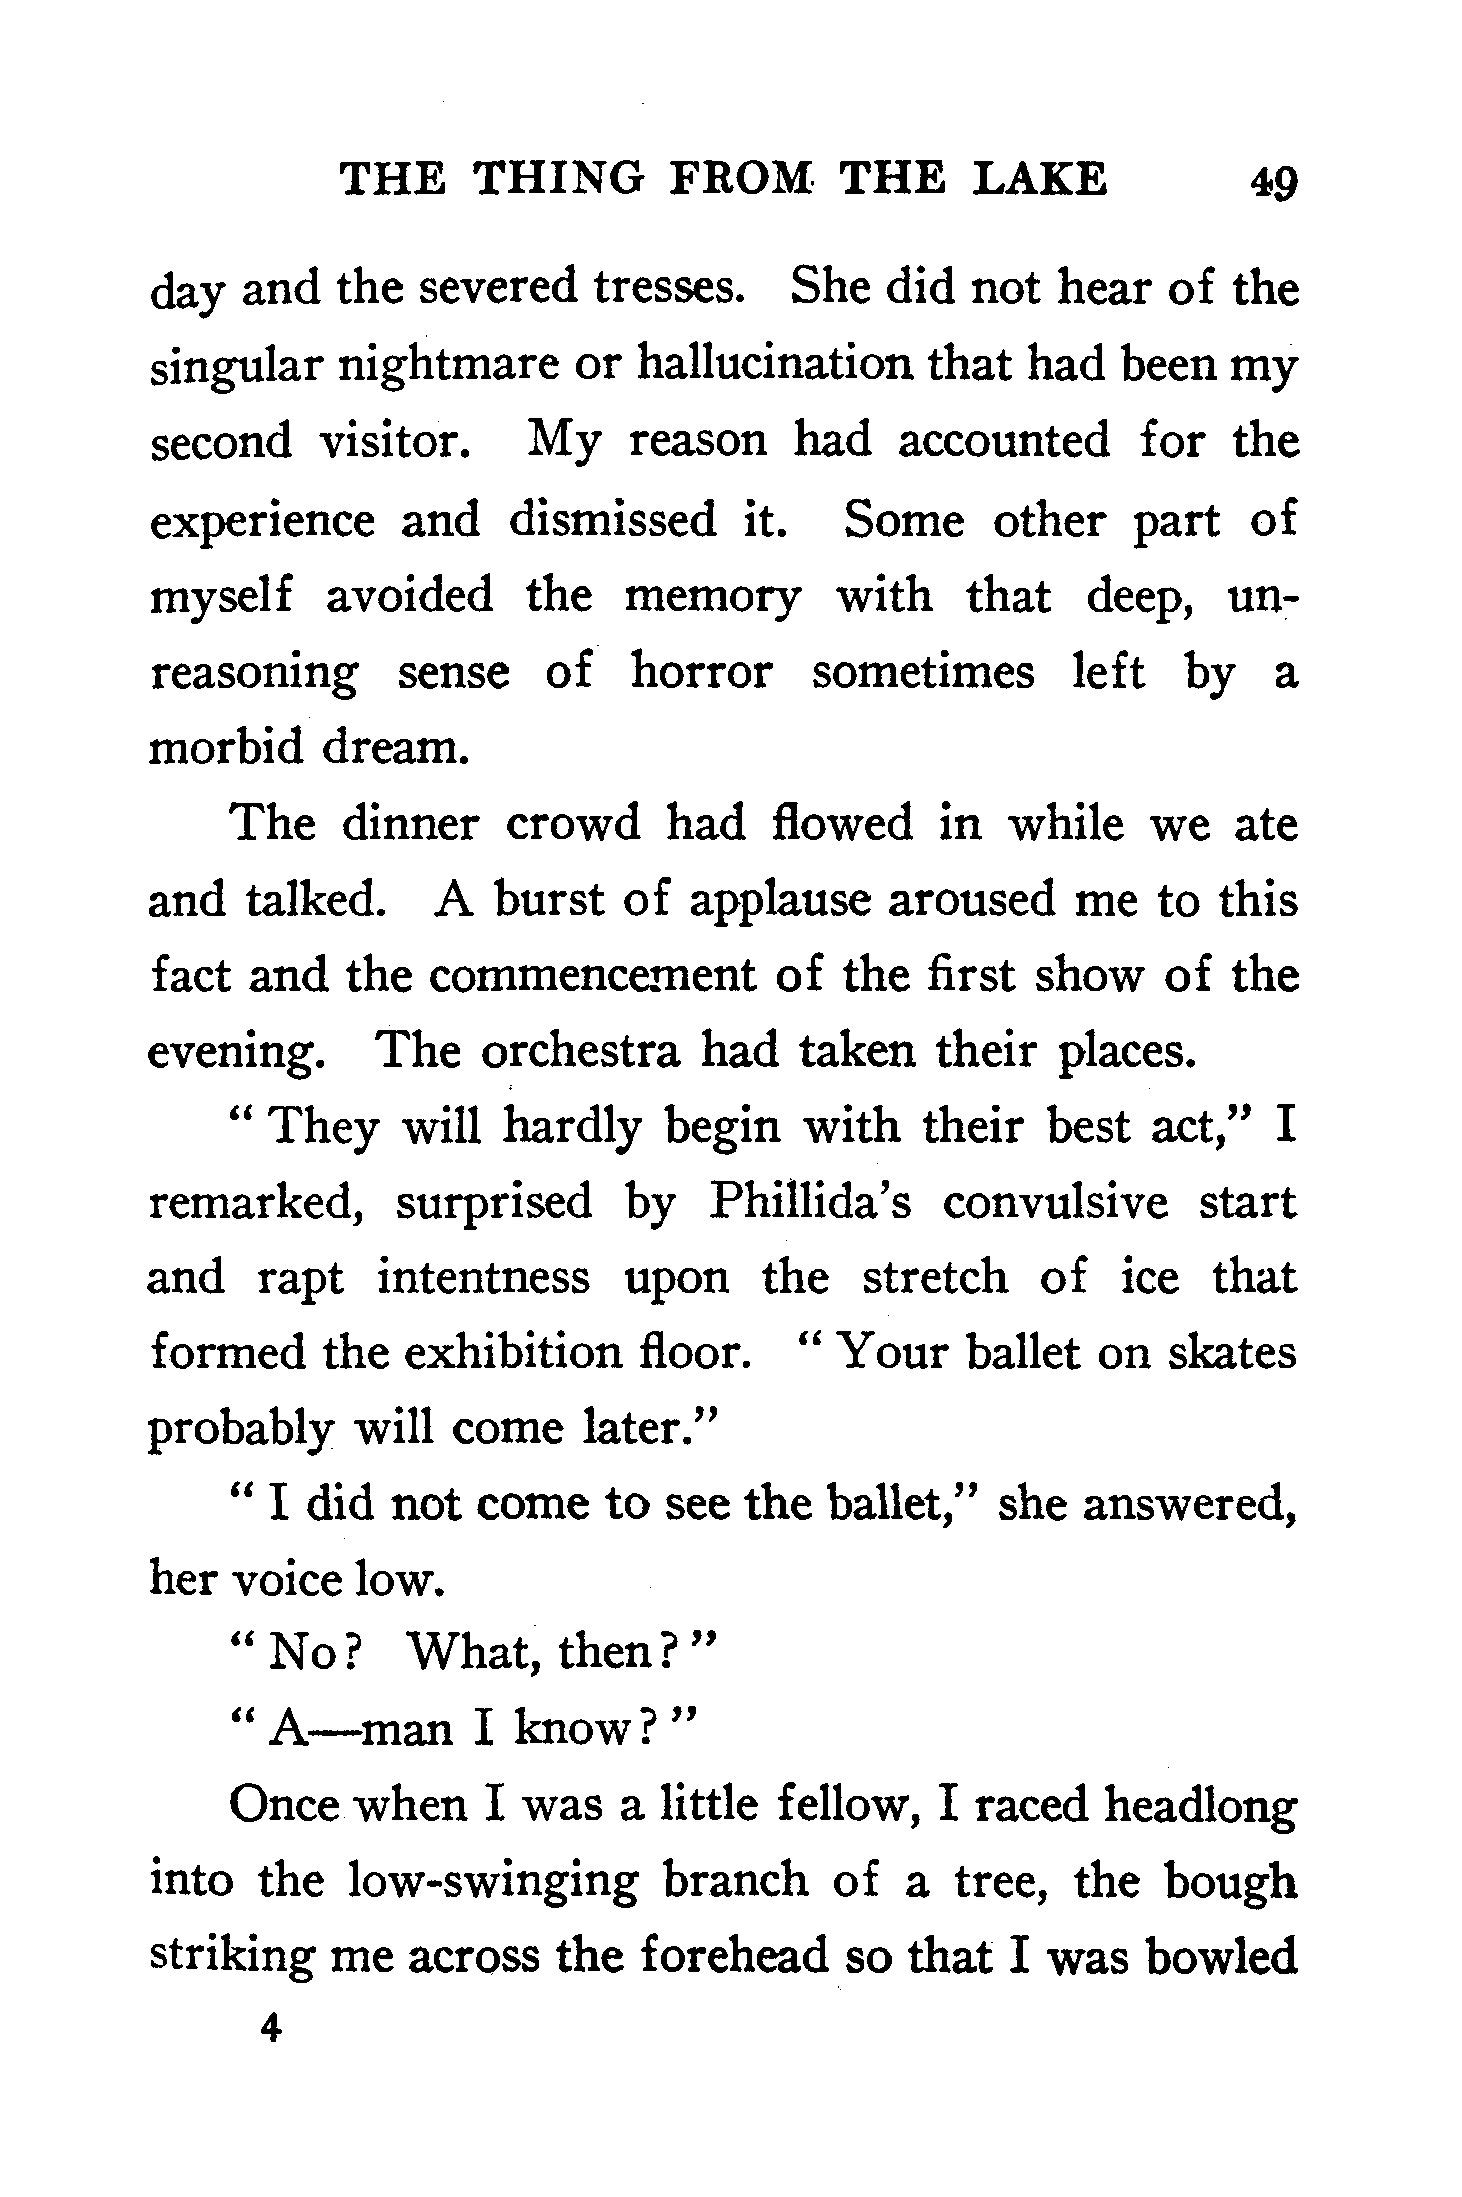 THE THING FROM THE LAKE 49
day and the severed tresses. She did not hear of the
singular nightmare or hallucination that had been my
second visitor. My reason had accounted for the
experience and dismissed it. Some other part of
myself avoided the memory with that deep, un-
reasoning sense of horror sometimes left by a
morbid dream.
The dinner crowd had flowed in while we ate
and talked. A burst of applause aroused me to this
fact and the commencement of the first show of the
evening. The orchestra had taken their places.
“ They will hardly begin with their best act,” I
remarked, surprised by Phillida’s convulsive start
and rapt intentness upon the stretch of ice that
formed the exhibition floor. “ Your ballet on skates
probably will come later.”
“ I did not come to see the ballet,” she answered,
her voice low.
“ No? What, then? ”
“ A—man I know? ”
Once when I was a little fellow, I raced headlong
into the low-swinging branch of a tree, the bough
striking me across the forehead so that I was bowled
4